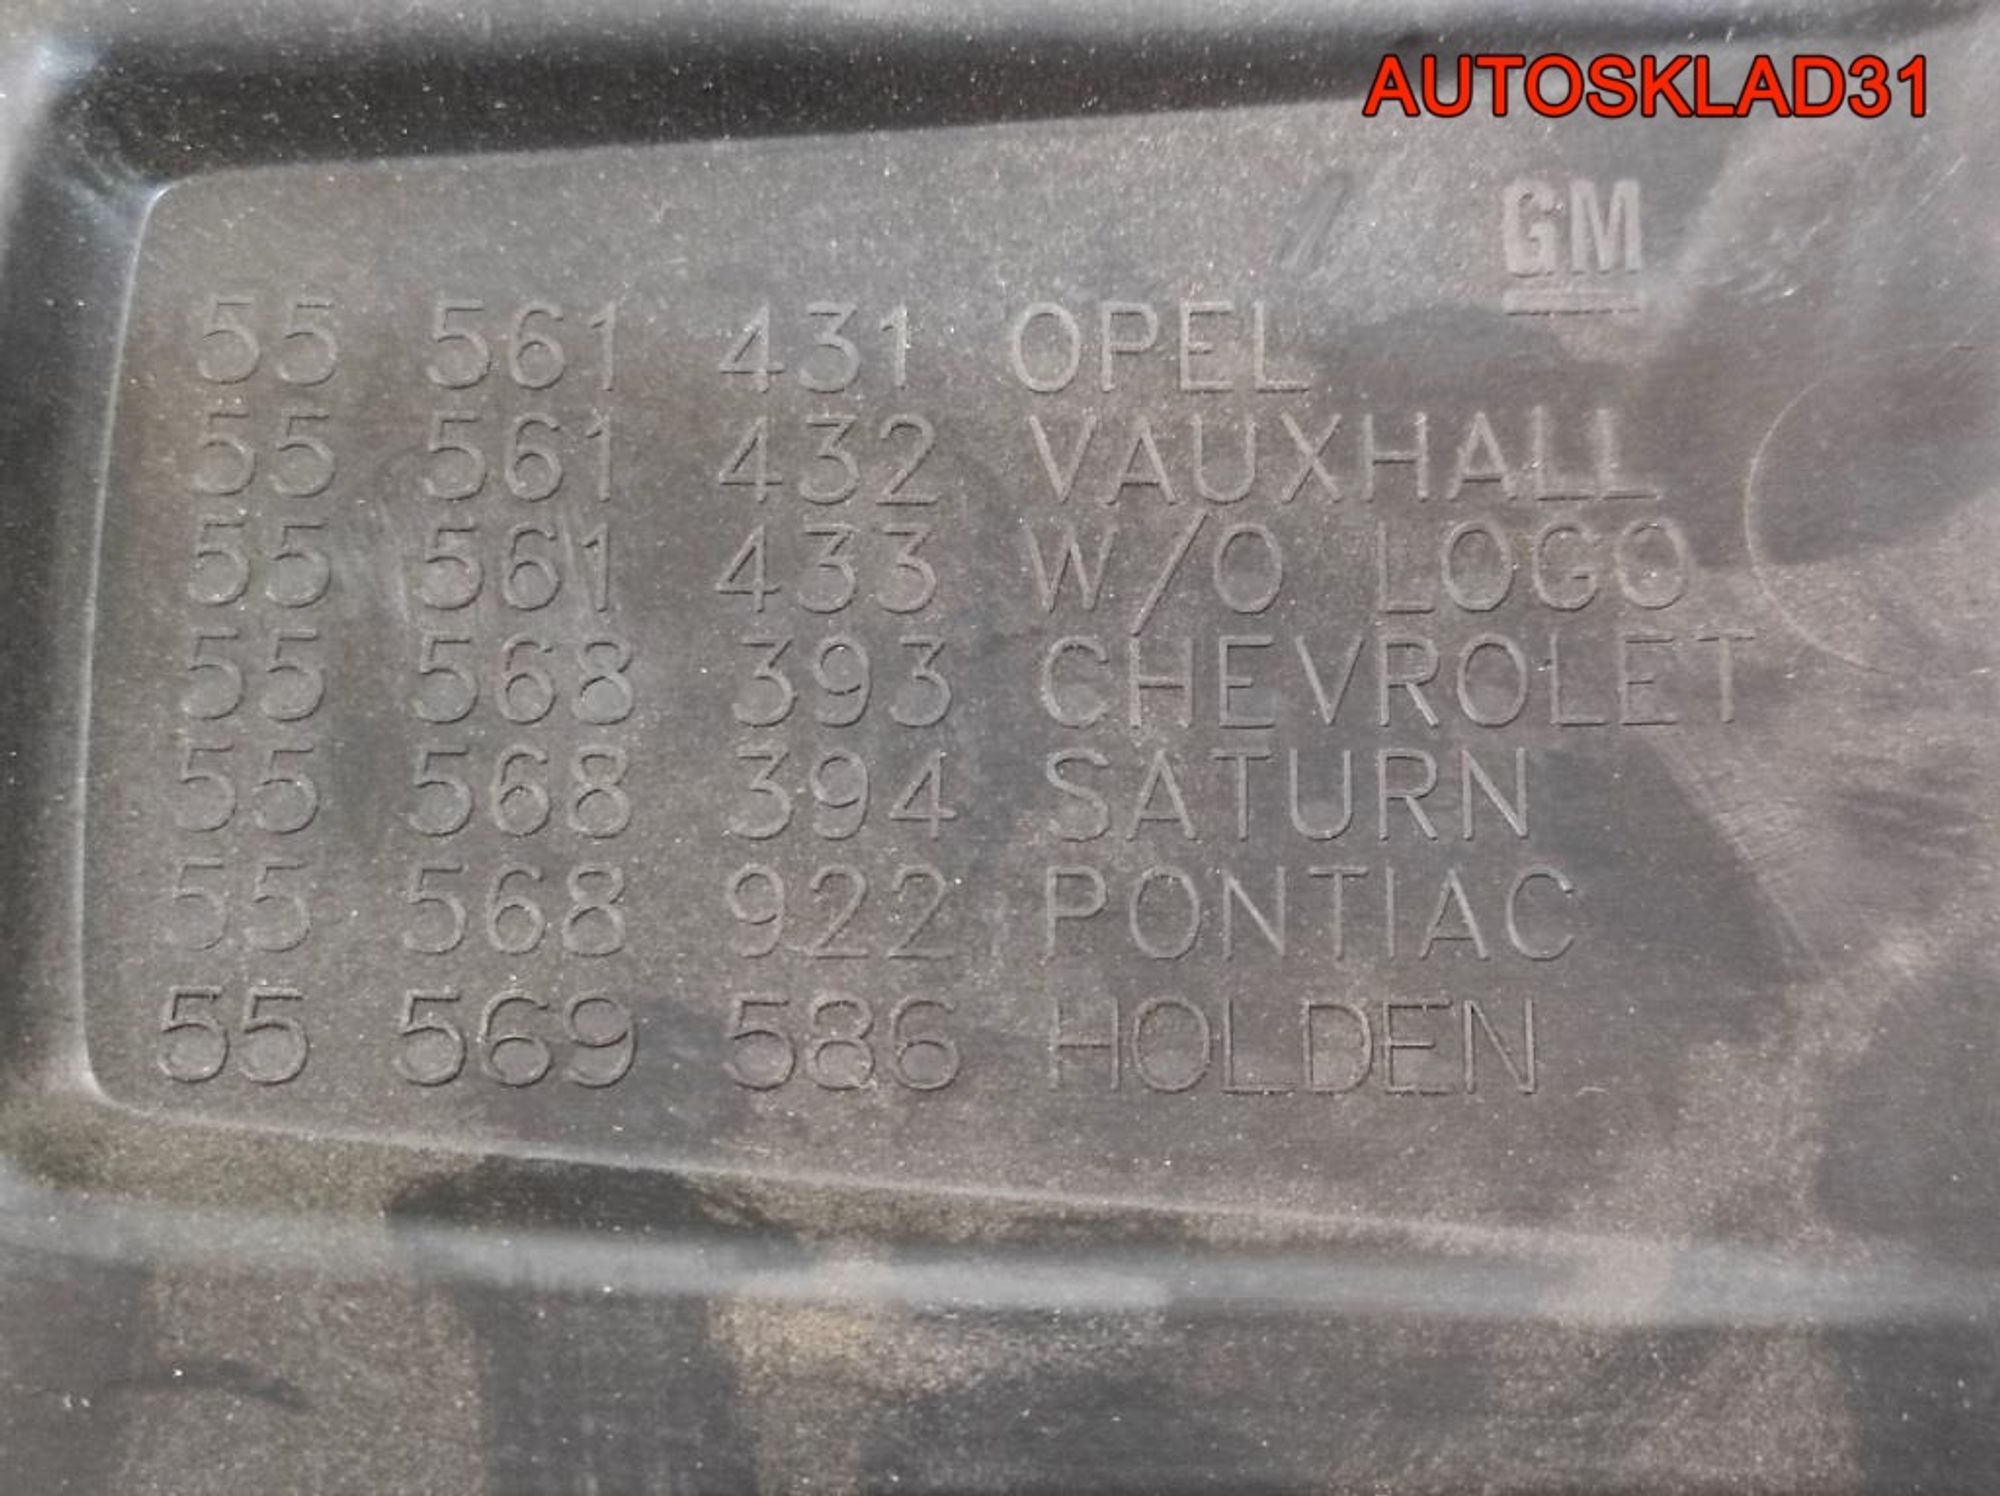 AUTOSKLAD31
GM
55 561 431 OPEL
55 561 432 VAUXHALL
55 561 433 W/O LOGO
55 568 393 CHEVROLET
55 568 394 SATURN
55 568 922 PONTIAC
55 569 586 HOLDEN